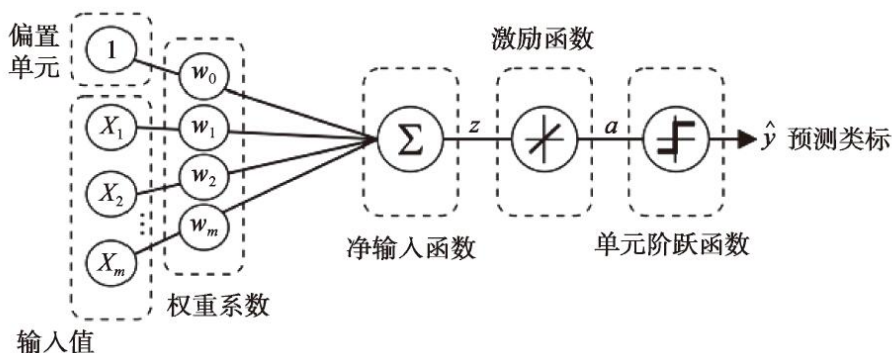 偏置
单元
1
w₀
X₁
w₁
X₂
w₂
⋮
Xₘ
wₘ
输入值
权重系数
Σ
净输入函数
z
激励函数
a
单元阶跃函数
ŷ 预测类标